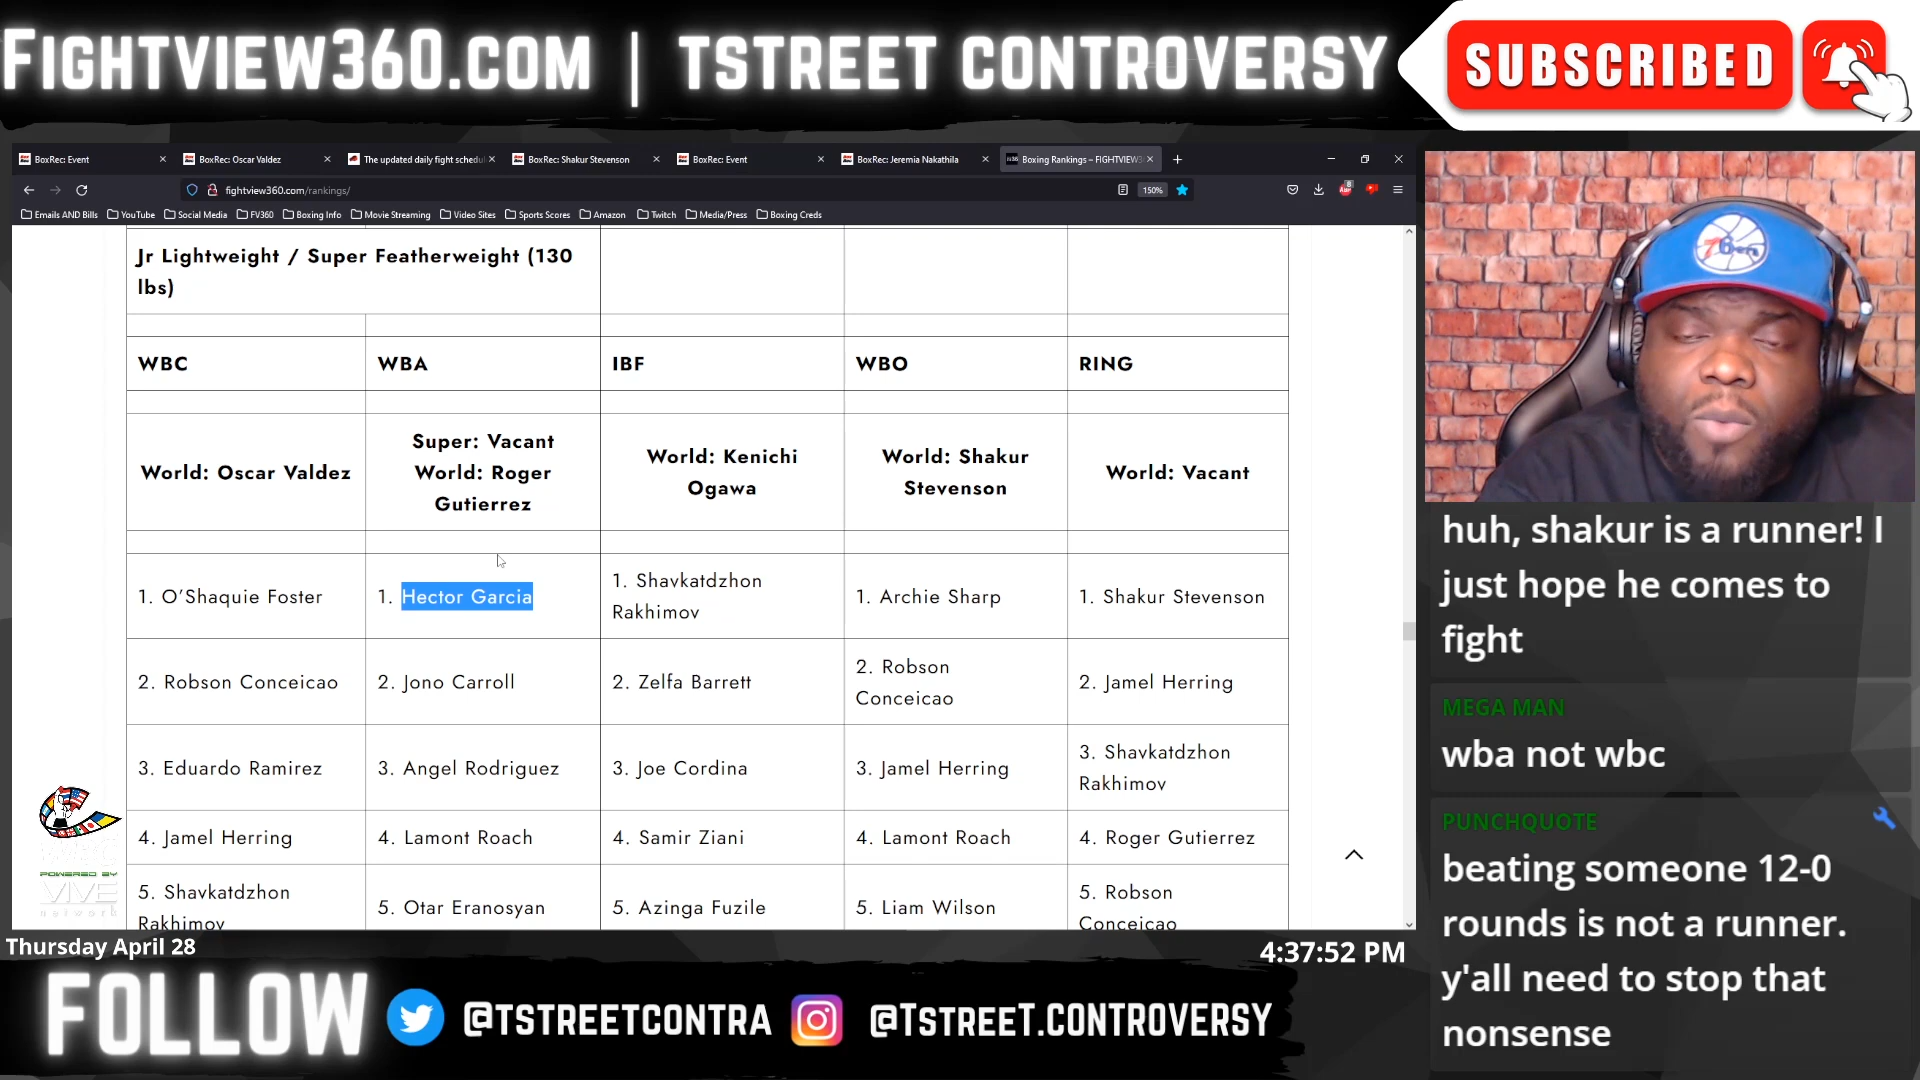 FIGHTVIEW360.COM | TSTREET CONTROVERSY
SUBSCRIBED
BoxRec: Event
BoxRec: Oscar Valdez
The updated daily fight schedul
BoxRec: Shakur Stevenson
BoxRec: Event
BoxRec: Jeremia Nakathila
Boxing Rankings – FIGHTVIEW3
fightview360.com/rankings/
150%
Emails AND Bills
YouTube
Social Media
FV360
Boxing Info
Movie Streaming
Video Sites
Sports Scores
Amazon
Twitch
Media/Press
Boxing Creds
Jr Lightweight / Super Featherweight (130
lbs)
WBC
WBA
IBF
WBO
RING
World: Oscar Valdez
Super: Vacant
World: Roger
Gutierrez
World: Kenichi
Ogawa
World: Shakur
Stevenson
World: Vacant
1. O'Shaquie Foster
1. Hector Garcia
1. Shavkatdzhon
Rakhimov
1. Archie Sharp
1. Shakur Stevenson
2. Robson Conceicao
2. Jono Carroll
2. Zelfa Barrett
2. Robson
Conceicao
2. Jamel Herring
3. Eduardo Ramirez
3. Angel Rodriguez
3. Joe Cordina
3. Jamel Herring
3. Shavkatdzhon
Rakhimov
4. Jamel Herring
4. Lamont Roach
4. Samir Ziani
4. Lamont Roach
4. Roger Gutierrez
5. Shavkatdzhon
Rakhimov
5. Otar Eranosyan
5. Azinga Fuzile
5. Liam Wilson
5. Robson
Conceicao
POWERED BY
VIVE
network
76ers
huh, shakur is a runner! I
just hope he comes to
fight
MEGA MAN
wba not wbc
PUNCHQUOTE
beating someone 12-0
rounds is not a runner.
y'all need to stop that
nonsense
Thursday April 28
4:37:52 PM
FOLLOW
@TSTREETCONTRA
@TSTREET.CONTROVERSY